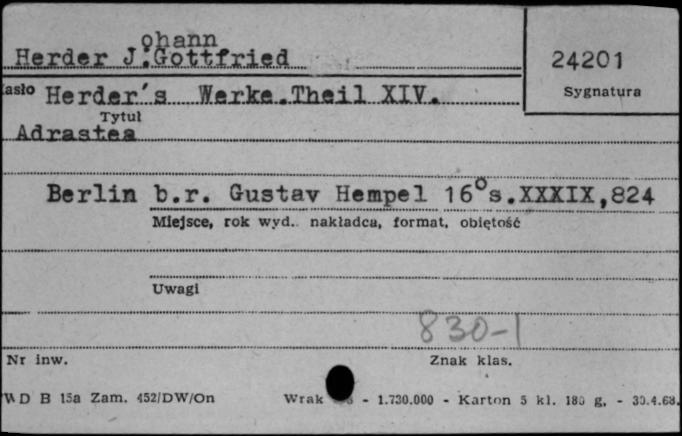 Herder J.ohann Gottfried
24201
Sygnatura
asło Herder's Werke.Theil XIV.
Tytuł
Adrastea
Berlin b.r. Gustav Hempel 16° s.XXXIX,824
Miejsce, rok wyd.. nakładca, format, objętość
Uwagi
830-1
Nr inw.
Znak klas.
WD B 15a Zam. 452/DW/On
Wrak - 1.730.000 - Karton 5 kl. 180 g. - 30.4.68.